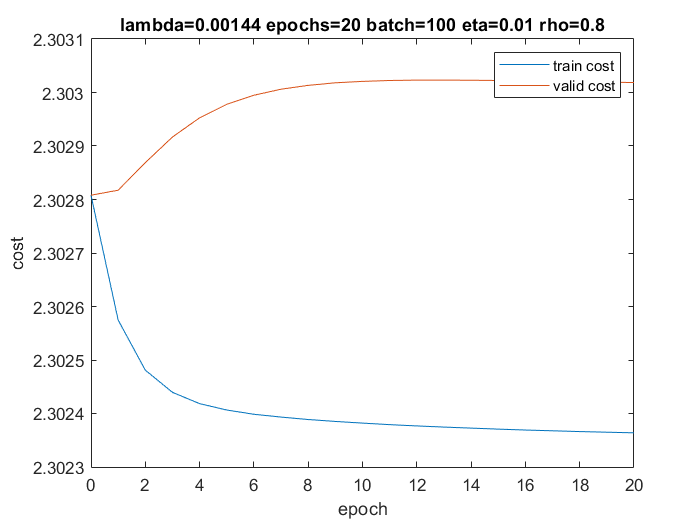 lambda=0.00144 epochs=20 batch=100 eta=0.01 rho=0.8
2.3031
2.303
2.3029
2.3028
2.3027
2.3026
2.3025
2.3024
2.3023
cost
train cost
valid cost
0 2 4 6 8 10 12 14 16 18 20
epoch